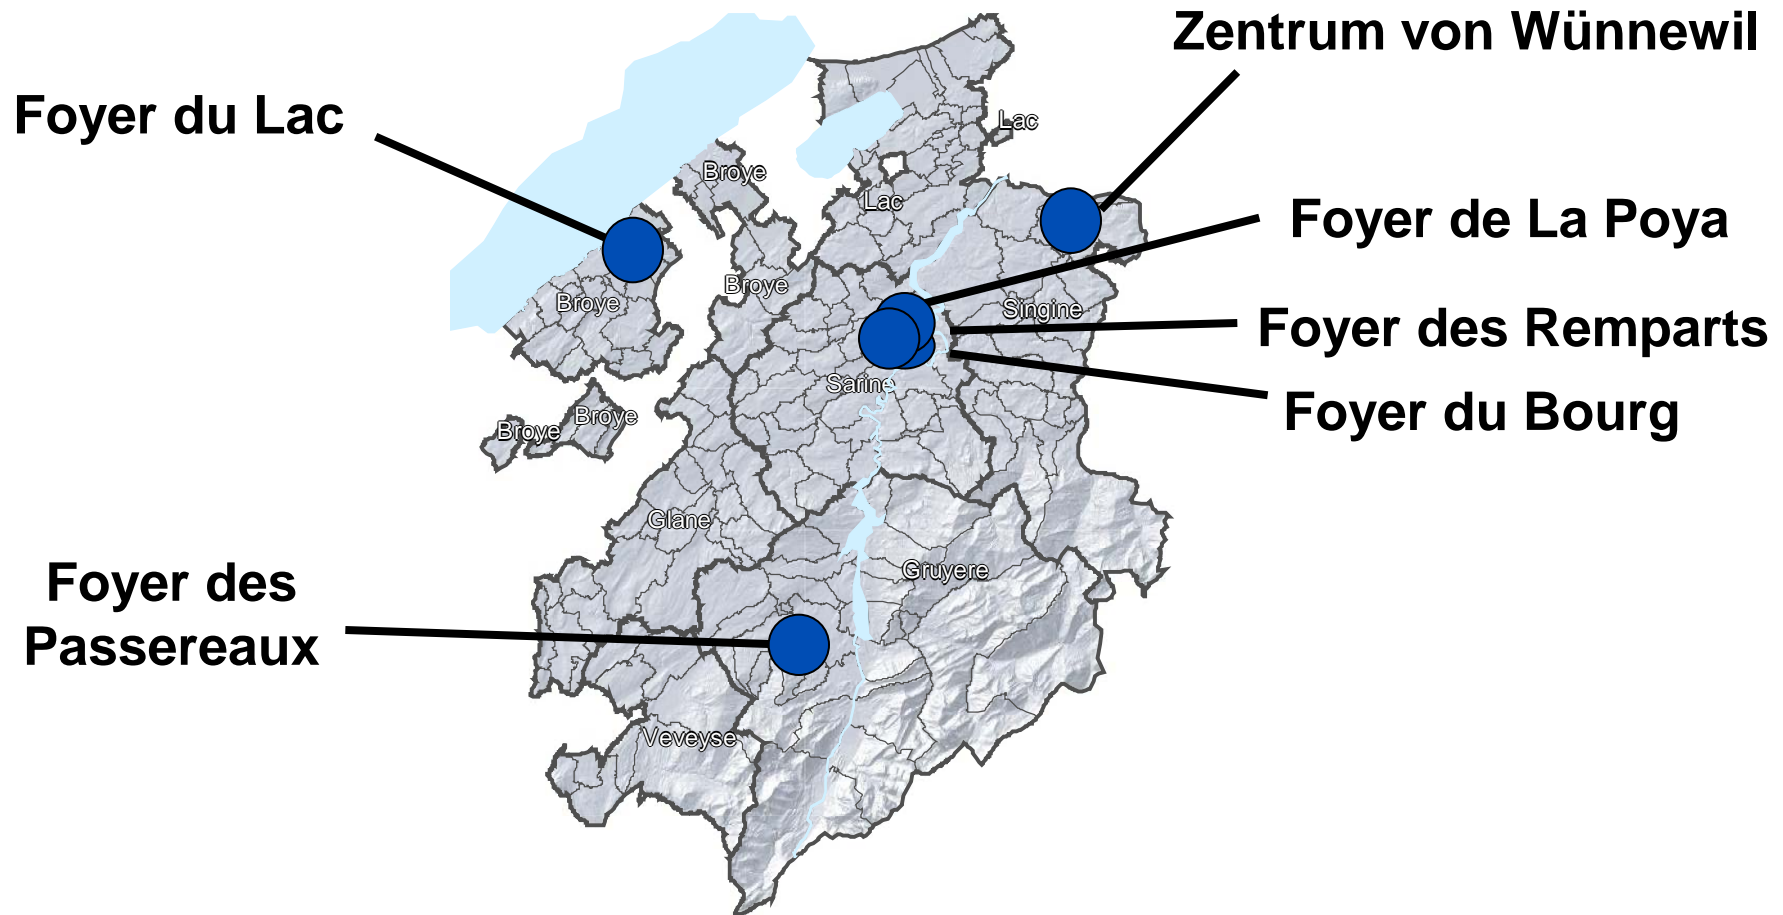 Zentrum von Wünnewil
Foyer du Lac
Lac
Broye
Lac
Foyer de La Poya
Broye
Broye
Singine
Foyer des Remparts
Sarine
Foyer du Bourg
Broye
Broye
Glane
Gruyere
Foyer des
Passereaux
Veveyse